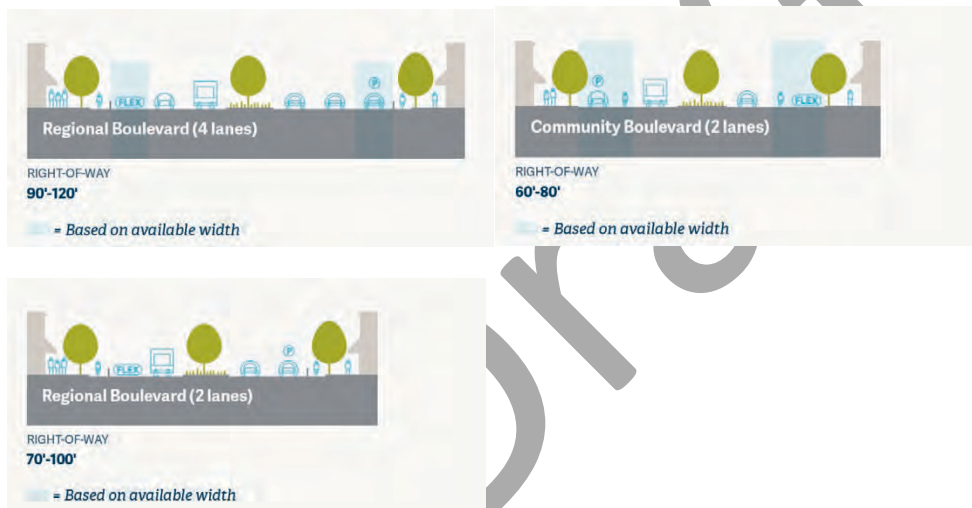 FLEX
P
Regional Boulevard (4 lanes)
RIGHT-OF-WAY
90'-120'
= Based on available width
P
FLEX
Community Boulevard (2 lanes)
RIGHT-OF-WAY
60'-80'
= Based on available width
FLEX
P
Regional Boulevard (2 lanes)
RIGHT-OF-WAY
70'-100'
= Based on available width